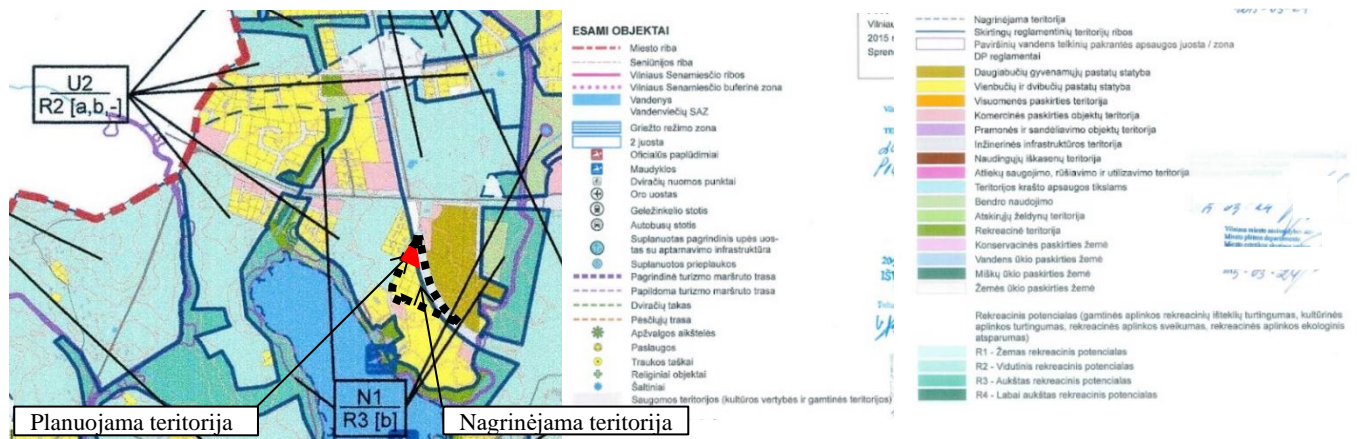 U2
R2 [a,b,-]
N1
R3 [b]
Planuojama teritorija
Nagrinėjama teritorija
ESAMI OBJEKTAI
Miesto riba
Seniūnijos riba
Vilniaus Senamiesčio ribos
Vilniaus Senamiesčio buferinė zona
Vandenys
Vandenviečių SAZ
Griežto režimo zona
2 juosta
Oficialūs paplūdimiai
Maudyklos
Dviračių nuomos punktai
Oro uostas
Geležinkelio stotis
Autobusų stotis
Suplanuotas pagrindinis upės uos-
tas su aptarnavimo infrastruktūra
Suplanuotos prieplaukos
Pagrindinė turizmo maršruto trasa
Papildoma turizmo maršruto trasa
Dviračių takas
Pėsčiųjų trasa
Apžvalgos aikštelės
Paslaugos
Traukos taškai
Religiniai objektai
Šaltiniai
Saugomos teritorijos (kultūros vertybės ir gamtinės teritorijos)
Vilniau
2015 r
Spren
Nagrinėjama teritorija
Skirtingų reglamentinių teritorijų ribos
Paviršinių vandens telkinių pakrantės apsaugos juosta / zona
DP reglamentai
Daugiabučių gyvenamųjų pastatų statyba
Vienbučių ir dvibučių pastatų statyba
Visuomenės paskirties teritorija
Komercinės paskirties objektų teritorija
Pramonės ir sandėliavimo objektų teritorija
Inžinerinės infrastruktūros teritorija
Naudingųjų iškasenų teritorija
Atliekų saugojimo, rūšiavimo ir utilizavimo teritorija
Teritorijos krašto apsaugos tikslams
Bendro naudojimo
Atskirųjų želdynų teritorija
Rekreacinė teritorija
Konservacinės paskirties žemė
Vandens ūkio paskirties žemė
Miškų ūkio paskirties žemė
Žemės ūkio paskirties žemė
Rekreacinis potencialas (gamtinės aplinkos rekreacinių išteklių turtingumas, kultūrinės
aplinkos turtingumas, rekreacinės aplinkos sveikumas, rekreacinės aplinkos ekologinis
atsparumas)
R1 - Žemas rekreacinis potencialas
R2 - Vidutinis rekreacinis potencialas
R3 - Aukštas rekreacinis potencialas
R4 - Labai aukštas rekreacinis potencialas